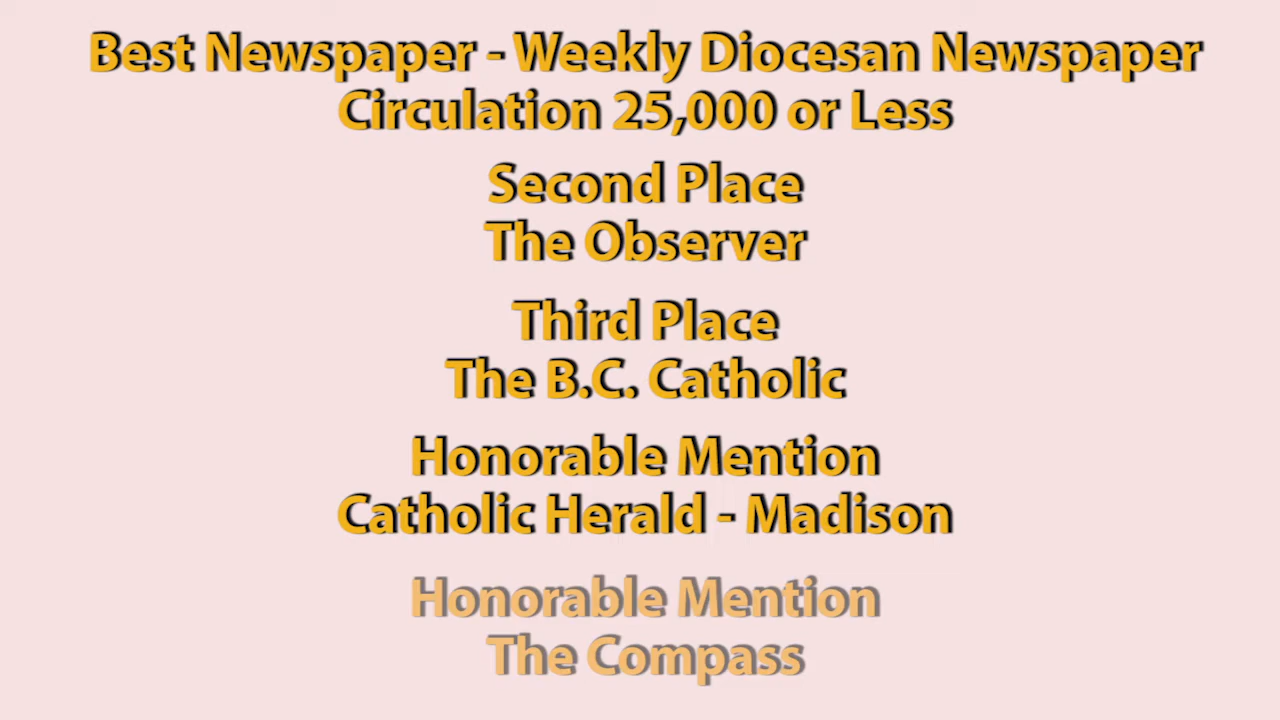 Best Newspaper - Weekly Diocesan Newspaper
Circulation 25,000 or Less
Second Place
The Observer
Third Place
The B.C. Catholic
Honorable Mention
Catholic Herald - Madison
Honorable Mention
The Compass